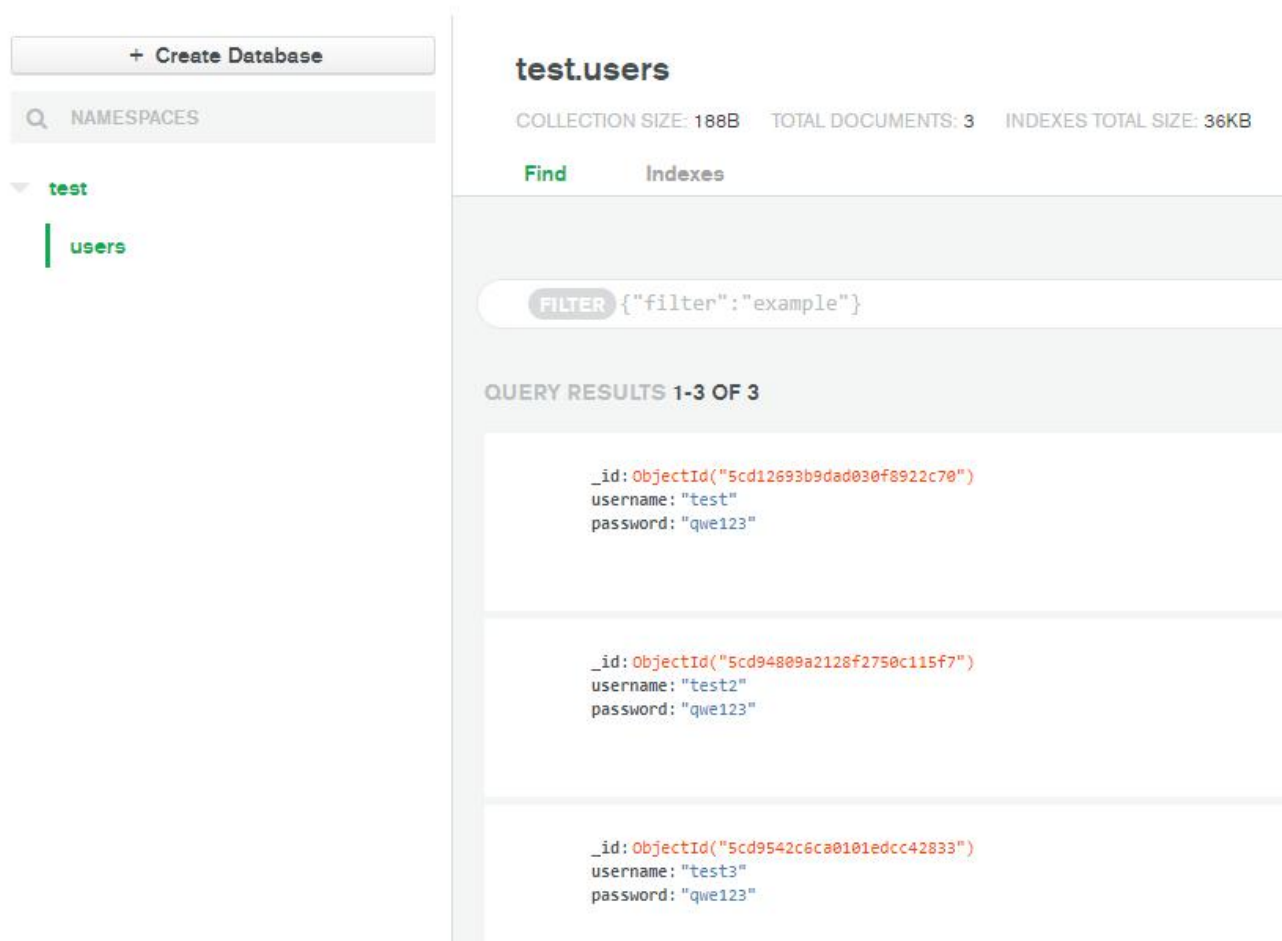 + Create Database
NAMESPACES
test
users
test.users
COLLECTION SIZE: 188B TOTAL DOCUMENTS: 3 INDEXES TOTAL SIZE: 36KB
Find Indexes
FILTER {"filter":"example"}
QUERY RESULTS 1-3 OF 3
_id: ObjectId("5cd12693b9dad030f8922c70")
username: "test"
password: "qwe123"
_id: ObjectId("5cd94809a2128f2750c115f7")
username: "test2"
password: "qwe123"
_id: ObjectId("5cd9542c6ca0101edcc42833")
username: "test3"
password: "qwe123"